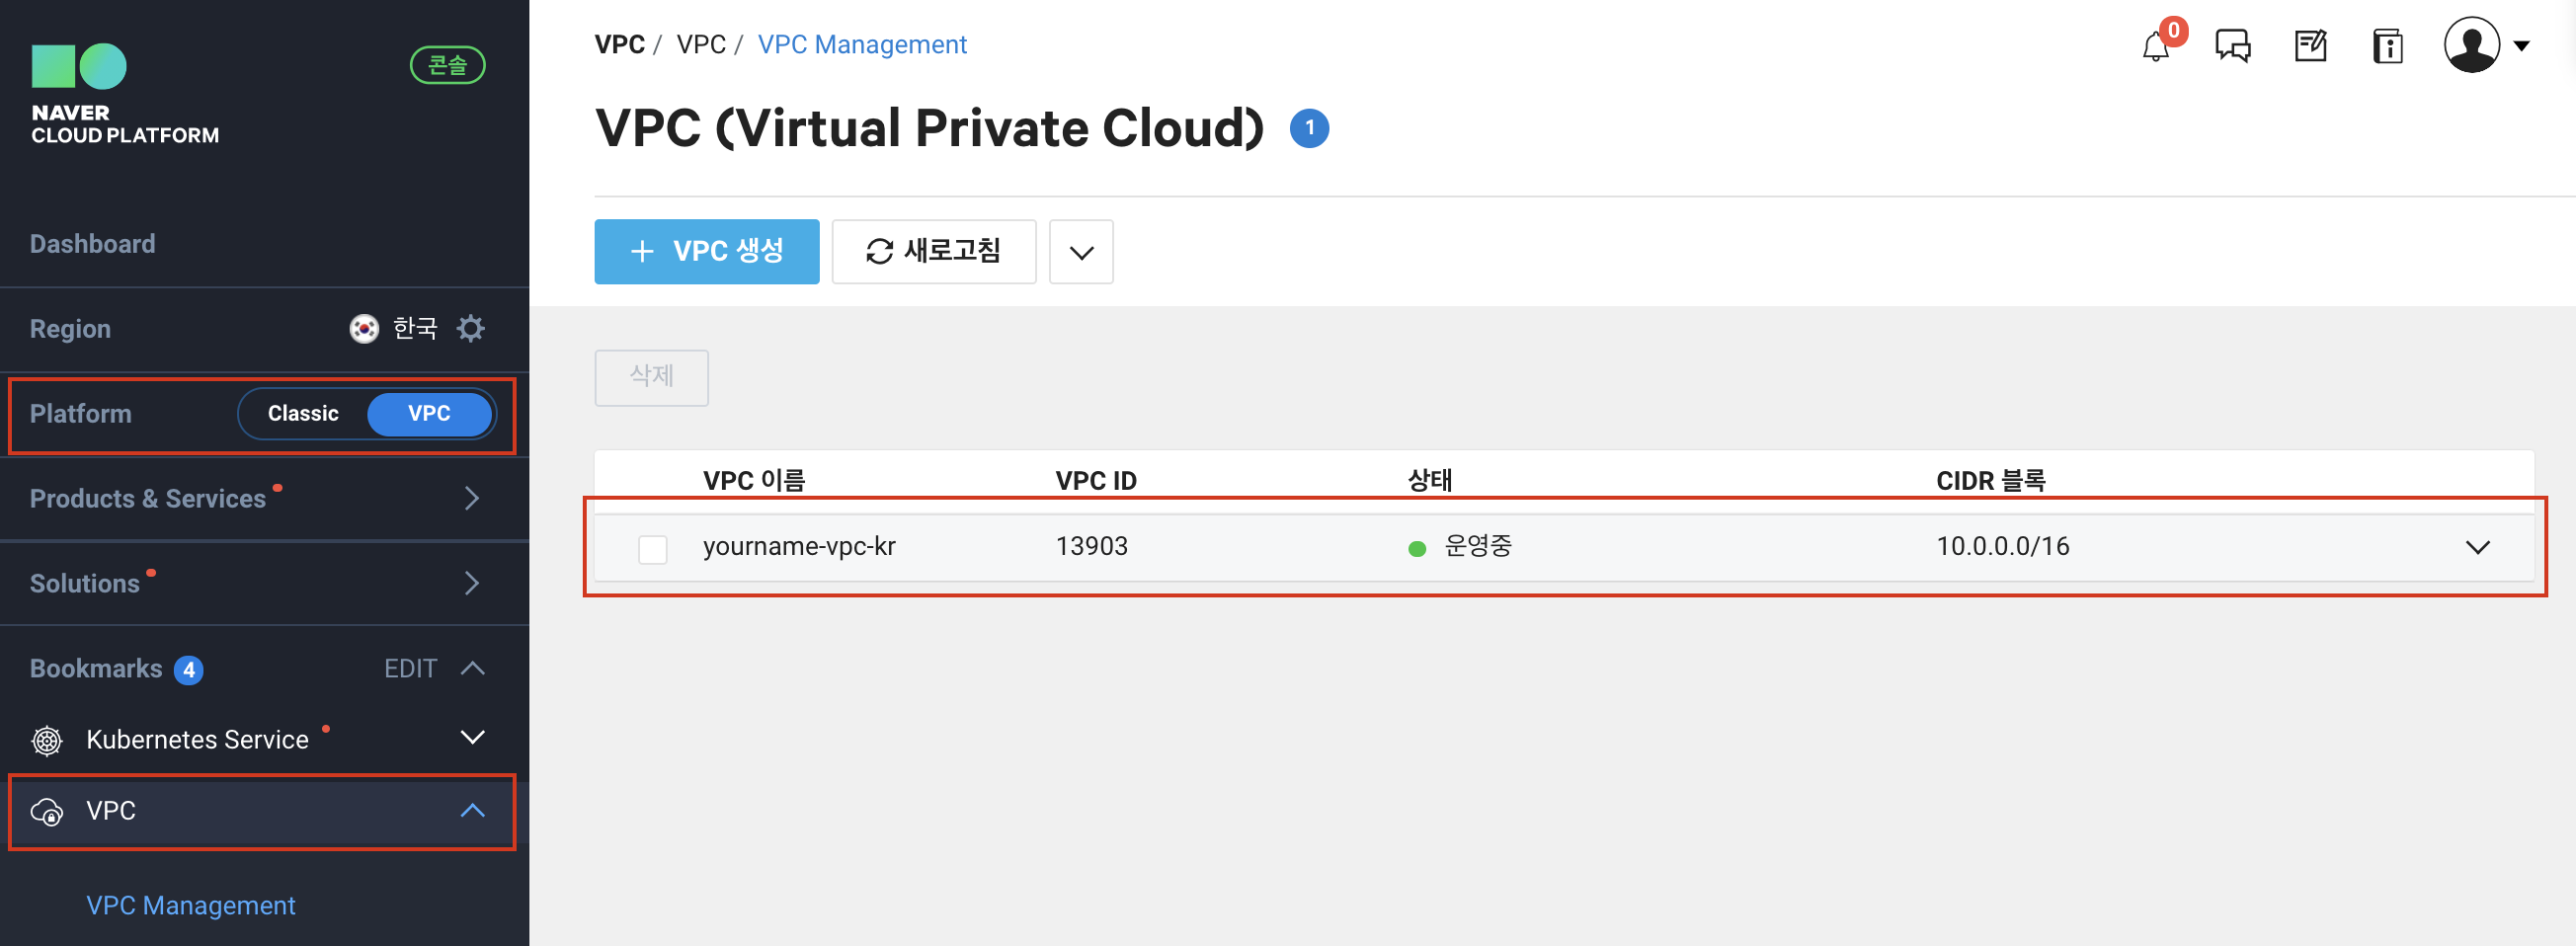 NAVER
CLOUD PLATFORM
콘솔
Dashboard
Region 한국
Platform Classic VPC
Products & Services
Solutions
Bookmarks 4 EDIT
Kubernetes Service
VPC
VPC Management
VPC / VPC / VPC Management
0
VPC (Virtual Private Cloud) 1
+ VPC 생성 새로고침
삭제
VPC 이름 VPC ID 상태 CIDR 블록
yourname-vpc-kr 13903 운영중 10.0.0.0/16